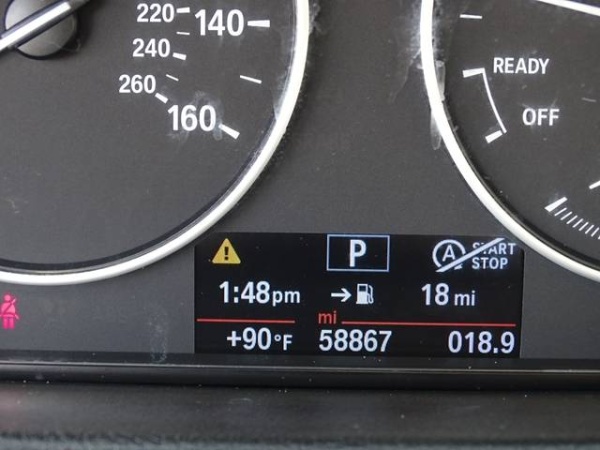 220 140
240
260
160
READY
OFF
P
A START
STOP
1:48pm 18 mi
mi
+90°F 58867 018.9